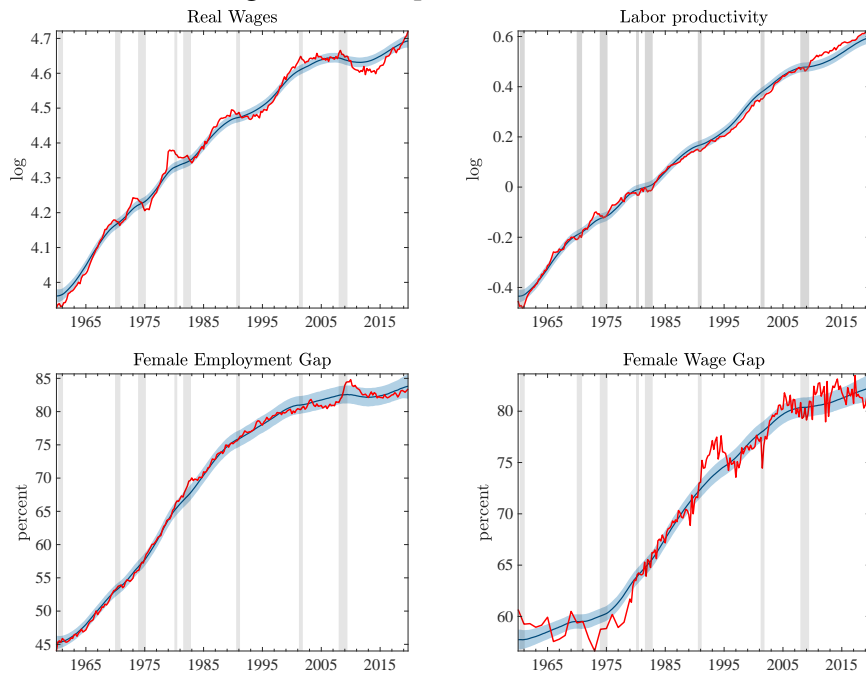 Real Wages
Labor productivity
4.7
4.6
4.5
4.4
4.3
4.2
4.1
4
log
1965 1975 1985 1995 2005 2015
0.6
0.4
0.2
0
-0.2
-0.4
log
1965 1975 1985 1995 2005 2015
Female Employment Gap
Female Wage Gap
85
80
75
70
65
60
55
50
45
percent
1965 1975 1985 1995 2005 2015
80
75
70
65
60
percent
1965 1975 1985 1995 2005 2015